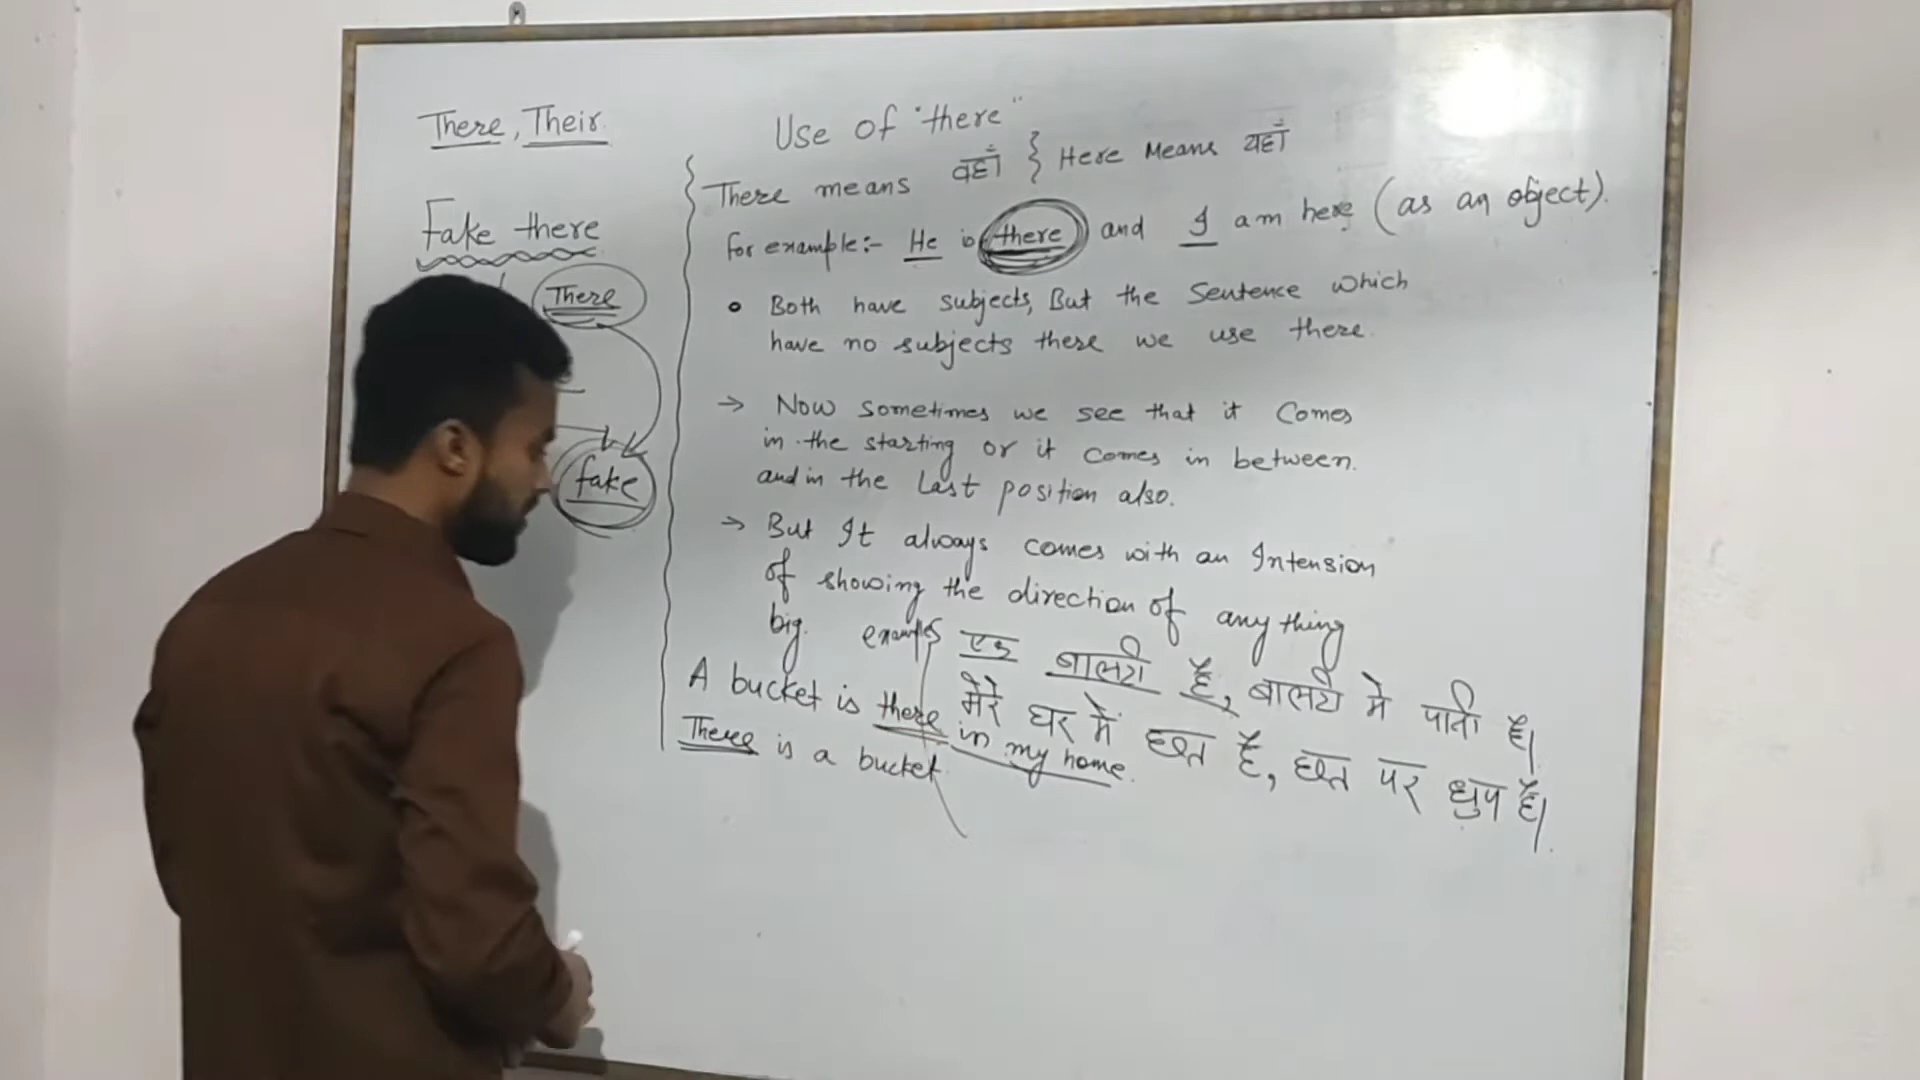 There, Their
Fake there
There
fake
Use of "there"
There means वहाँ } Here Means यहाँ
for example:- He is there and I am here (as an object).
• Both have subjects, But the Sentence which
have no subjects there we use there.
→ Now sometimes we see that it Comes
in the starting or it comes in between.
and in the Last position also.
→ But It always comes with an Intension
of showing the direction of any thing
big. examples एक बाल्टी है, बाल्टी मे पानी है।
मेरे घर में छत है, छत पर धुप है।
A bucket is there in my home.
There is a bucket